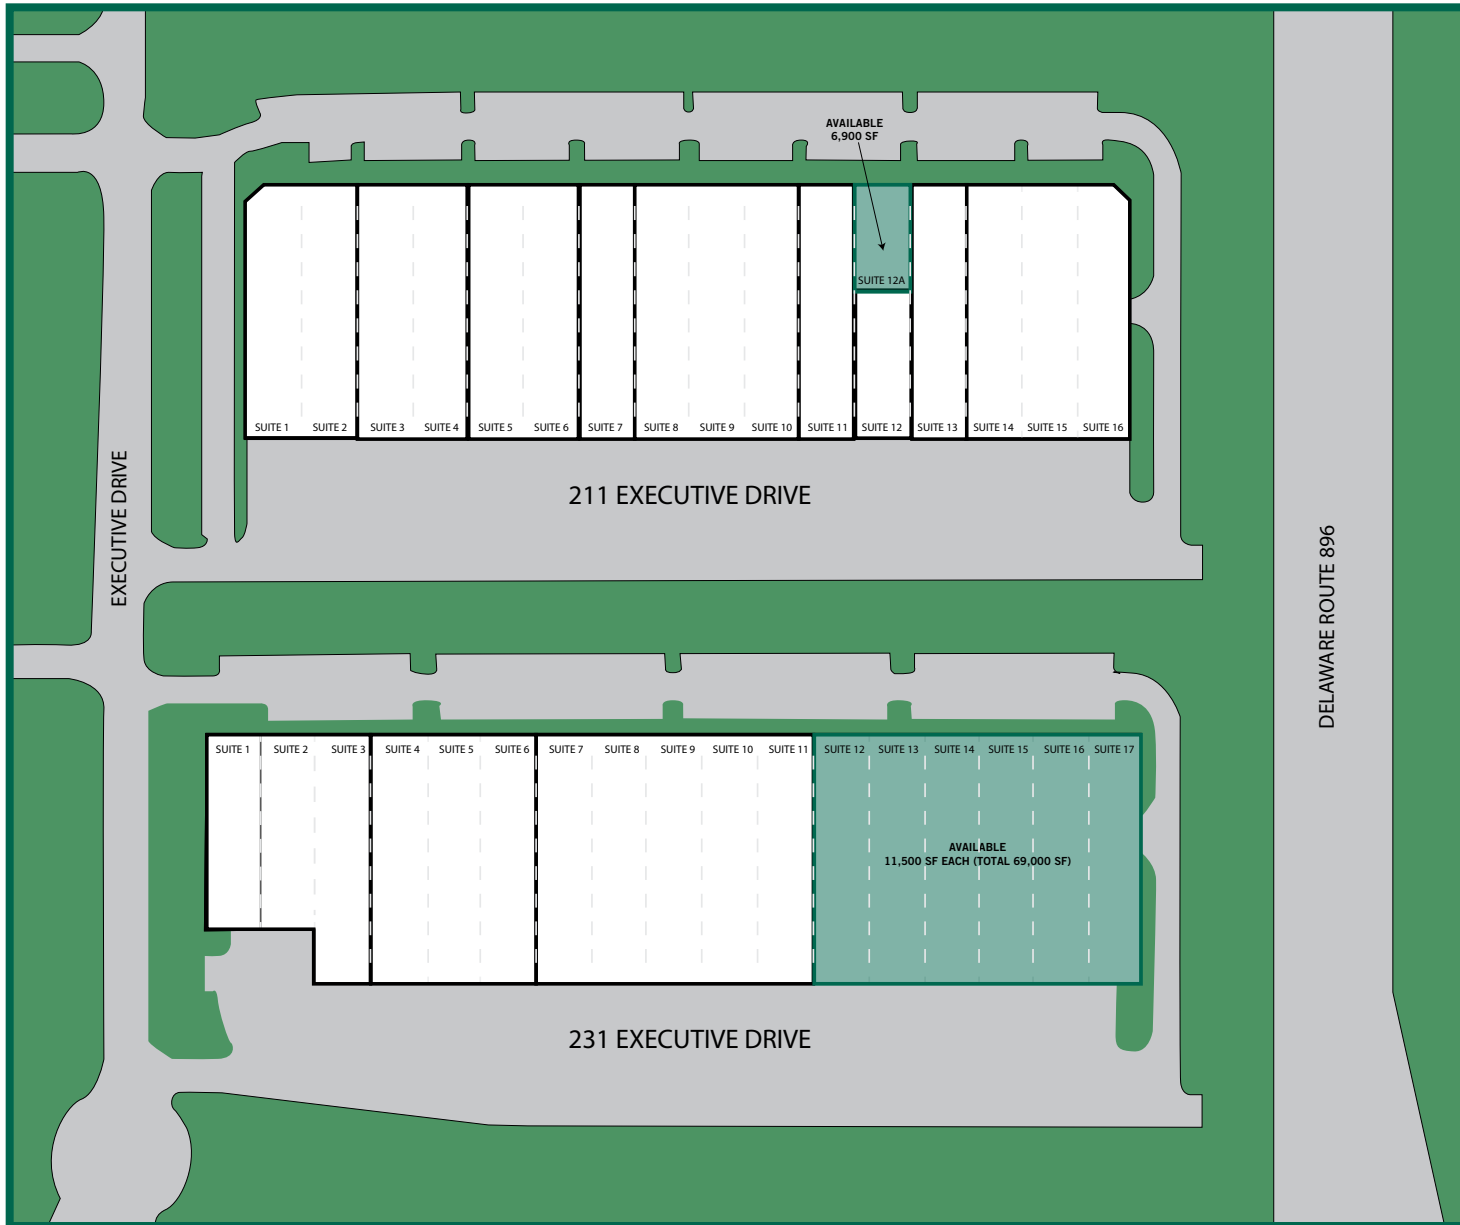 AVAILABLE
6,900 SF
SUITE 12A
SUITE 1
SUITE 2
SUITE 3
SUITE 4
SUITE 5
SUITE 6
SUITE 7
SUITE 8
SUITE 9
SUITE 10
SUITE 11
SUITE 12
SUITE 13
SUITE 14
SUITE 15
SUITE 16
211 EXECUTIVE DRIVE
EXECUTIVE DRIVE
DELAWARE ROUTE 896
SUITE 1
SUITE 2
SUITE 3
SUITE 4
SUITE 5
SUITE 6
SUITE 7
SUITE 8
SUITE 9
SUITE 10
SUITE 11
SUITE 12
SUITE 13
SUITE 14
SUITE 15
SUITE 16
SUITE 17
AVAILABLE
11,500 SF EACH (TOTAL 69,000 SF)
231 EXECUTIVE DRIVE